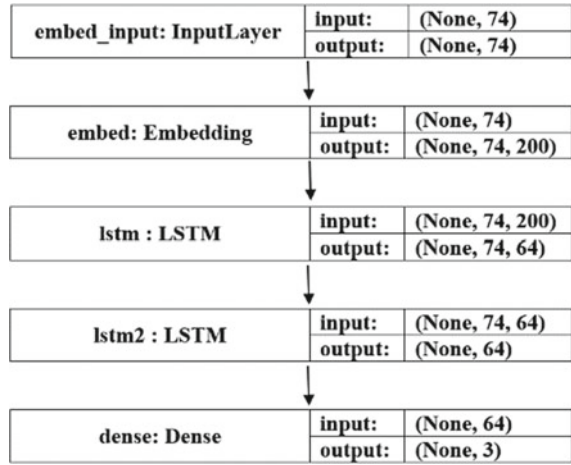 embed_input: InputLayer input: (None, 74)
output: (None, 74)
embed: Embedding input: (None, 74)
output: (None, 74, 200)
lstm : LSTM input: (None, 74, 200)
output: (None, 74, 64)
lstm2 : LSTM input: (None, 74, 64)
output: (None, 64)
dense: Dense input: (None, 64)
output: (None, 3)